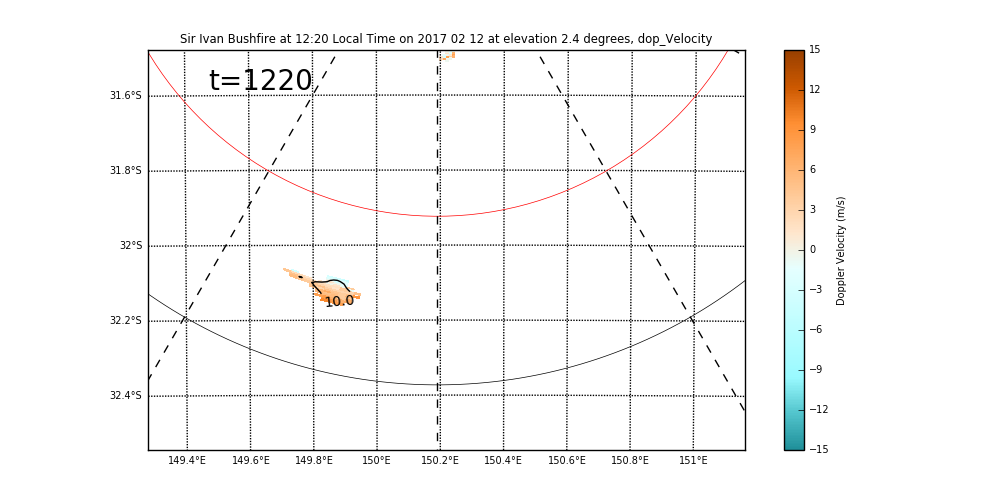 Sir Ivan Bushfire at 12:20 Local Time on 2017 02 12 at elevation 2.4 degrees, dop_Velocity
t=1220
31.6°S
31.8°S
32°S
32.2°S
32.4°S
10.0
149.4°E 149.6°E 149.8°E 150°E 150.2°E 150.4°E 150.6°E 150.8°E 151°E
15
12
9
6
3
0
−3
−6
−9
−12
−15
Doppler Velocity (m/s)